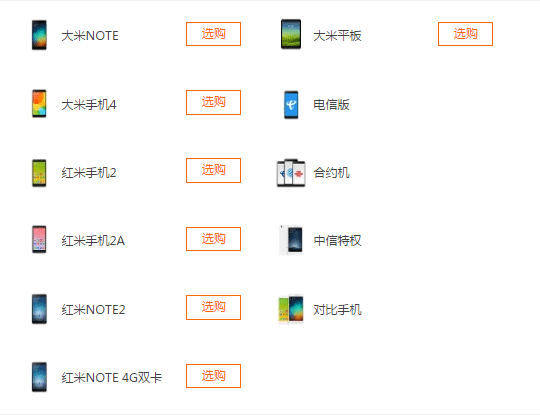 大米NOTE 选购
大米平板 选购
大米手机4 选购
电信版
红米手机2 选购
合约机
红米手机2A 选购
中信特权
红米NOTE2 选购
对比手机
红米NOTE 4G双卡 选购